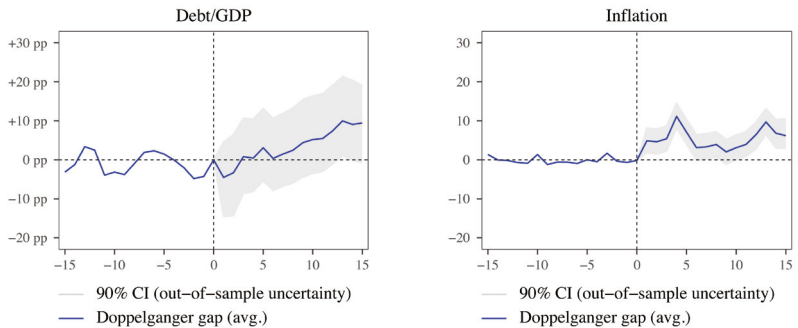 Debt/GDP
+30 pp
+20 pp
+10 pp
0 pp
−10 pp
−20 pp
−15 −10 −5 0 5 10 15
90% CI (out−of−sample uncertainty)
Doppelganger gap (avg.)
Inflation
30
20
10
0
−10
−20
−15 −10 −5 0 5 10 15
90% CI (out−of−sample uncertainty)
Doppelganger gap (avg.)